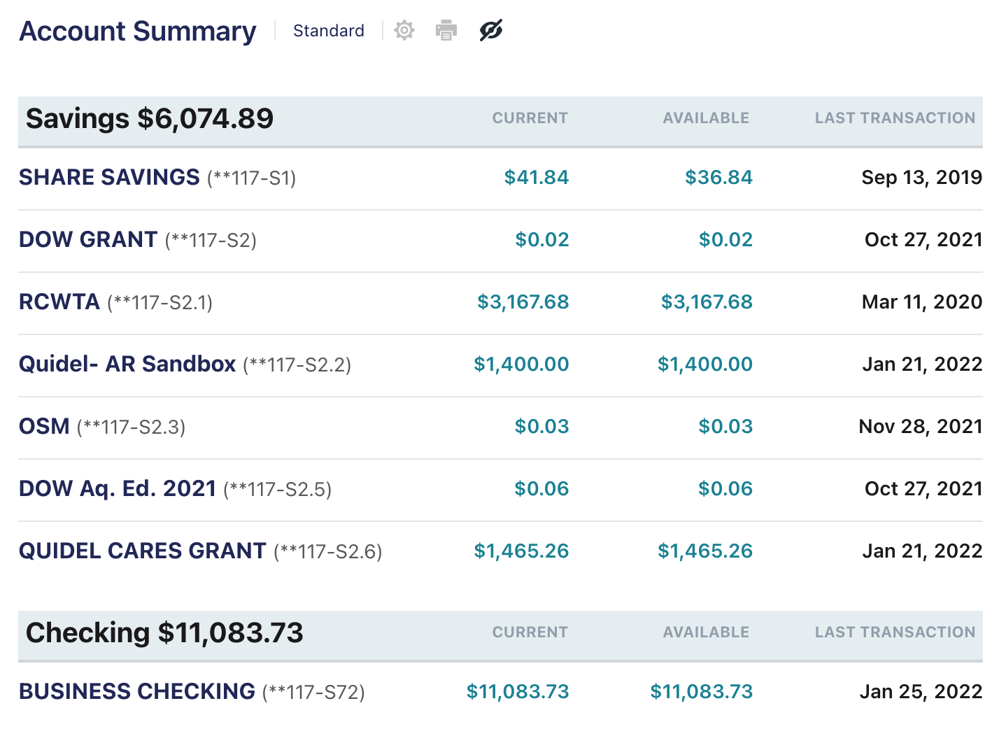 Account Summary Standard
Savings $6,074.89 CURRENT AVAILABLE LAST TRANSACTION
SHARE SAVINGS (**117-S1) $41.84 $36.84 Sep 13, 2019
DOW GRANT (**117-S2) $0.02 $0.02 Oct 27, 2021
RCWTA (**117-S2.1) $3,167.68 $3,167.68 Mar 11, 2020
Quidel- AR Sandbox (**117-S2.2) $1,400.00 $1,400.00 Jan 21, 2022
OSM (**117-S2.3) $0.03 $0.03 Nov 28, 2021
DOW Aq. Ed. 2021 (**117-S2.5) $0.06 $0.06 Oct 27, 2021
QUIDEL CARES GRANT (**117-S2.6) $1,465.26 $1,465.26 Jan 21, 2022
Checking $11,083.73 CURRENT AVAILABLE LAST TRANSACTION
BUSINESS CHECKING (**117-S72) $11,083.73 $11,083.73 Jan 25, 2022